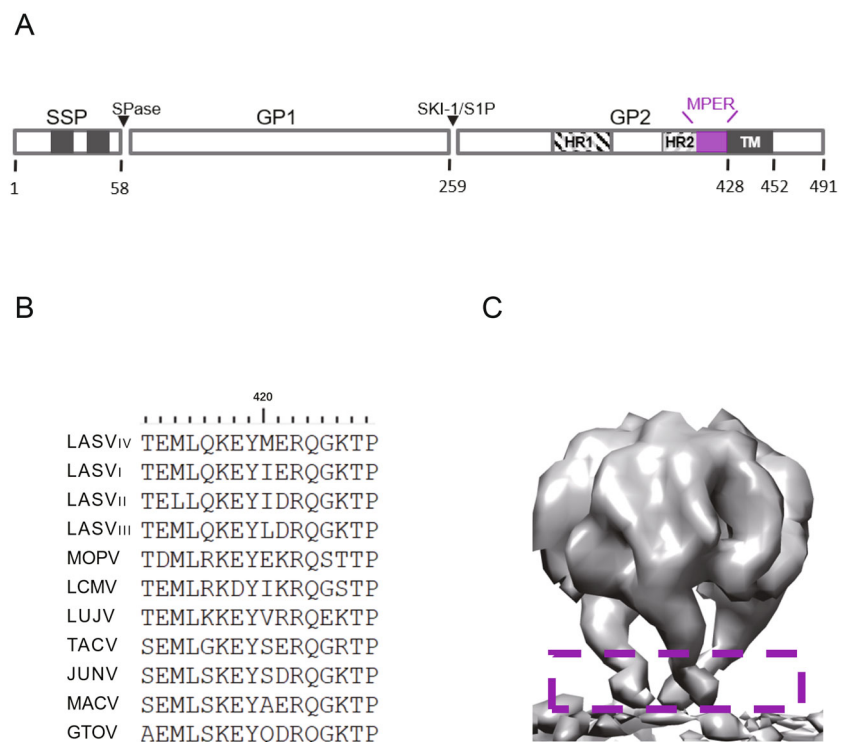 A
SSP SPase GP1 SKI-1/S1P GP2 MPER
HR1 HR2 TM
1 58 259 428 452 491
B
C
420
LASVIV TEMLQKEYMERQGKTP
LASVI TEMLQKEYIERQGKTP
LASVII TELLQKEYIDRQGKTP
LASVIII TEMLQKEYLDRQGKTP
MOPV TDMLRKEYEKRQSTTP
LCMV TEMLRKDYIKRQGSTP
LUJV TEMLKKEYVRRQEKTP
TACV SEMLGKEYSERQGRTP
JUNV SEMLSKEYSDRQGKTP
MACV SEMLSKEYAERQGKTP
GTOV AEMLSKEYQDRQGKTP